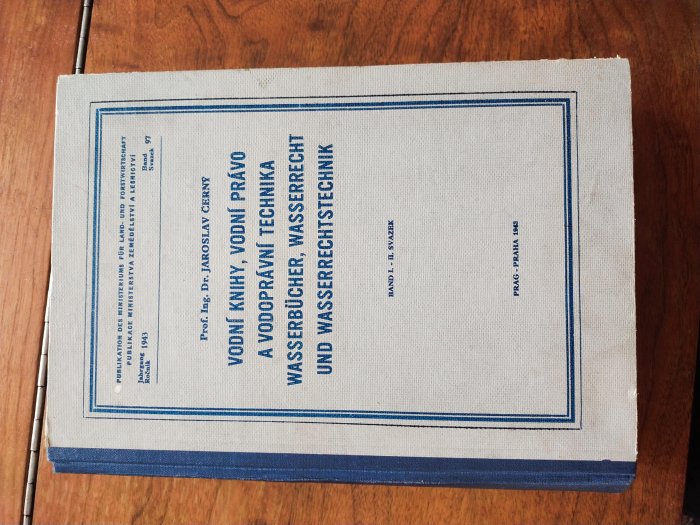 PUBLIKATION DES MINISTERIUMS FÜR LAND- UND FORSTWIRTSCHAFT
PUBLIKACE MINISTERSTVA ZEMĚDĚLSTVÍ A LESNICTVÍ
Jahrgang 1943 Band 97
Ročník Svazek
Prof. Ing. Dr. JAROSLAV ČERNÝ
VODNÍ KNIHY, VODNÍ PRÁVO
A VODOPRÁVNÍ TECHNIKA
WASSERBÜCHER, WASSERRECHT
UND WASSERRECHTSTECHNIK
BAND I. - II. SVAZEK
PRAG - PRAHA 1943